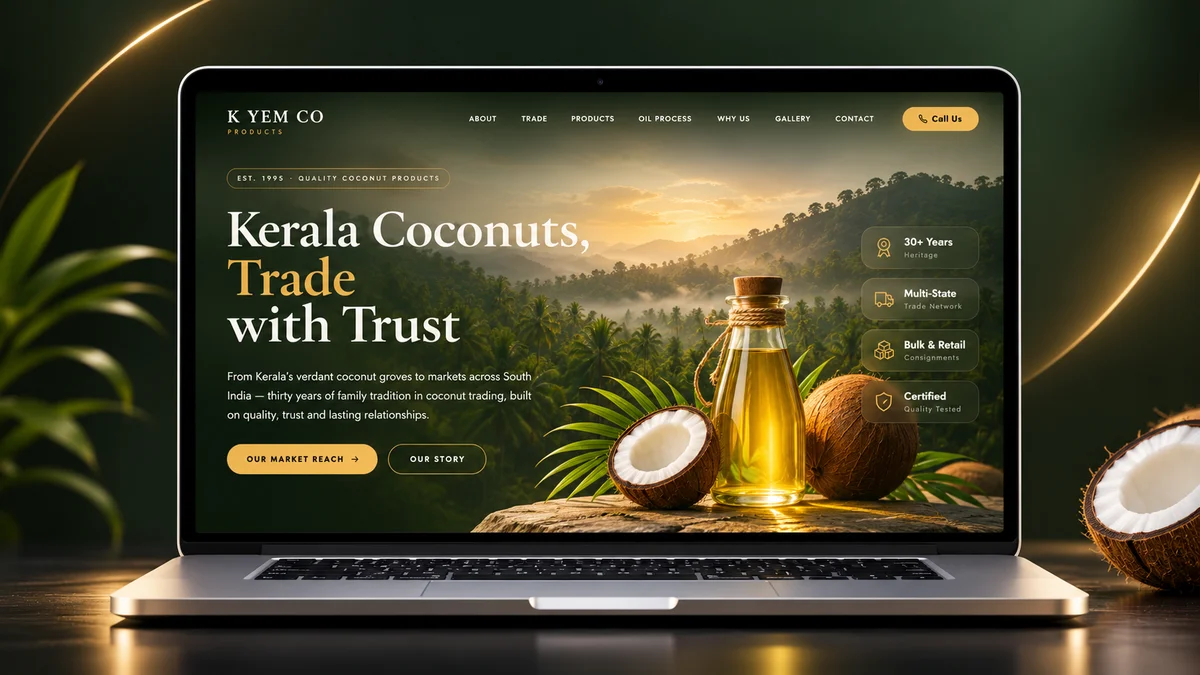 K YEM CO
PRODUCTS
ABOUT TRADE PRODUCTS OIL PROCESS WHY US GALLERY CONTACT Call Us
EST. 1995 · QUALITY COCONUT PRODUCTS
Kerala Coconuts,
Trade
with Trust
From Kerala's verdant coconut groves to markets across South
India — thirty years of family tradition in coconut trading, built
on quality, trust and lasting relationships.
OUR MARKET REACH →
OUR STORY
30+ Years
Heritage
Multi-State
Trade Network
Bulk & Retail
Consignments
Certified
Quality Tested